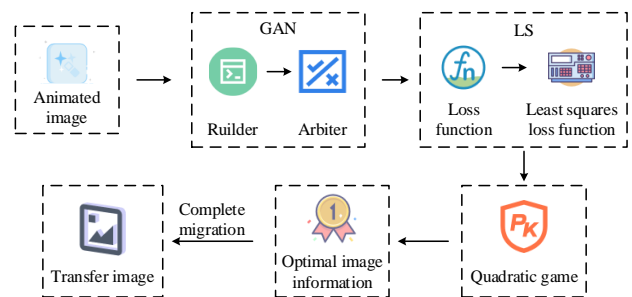 GAN
LS
Animated
image
Ruilder
Arbiter
fn
Loss
function
Least squares
loss function
Transfer image
Complete
migration
1
Optimal image
information
PK
Quadratic game